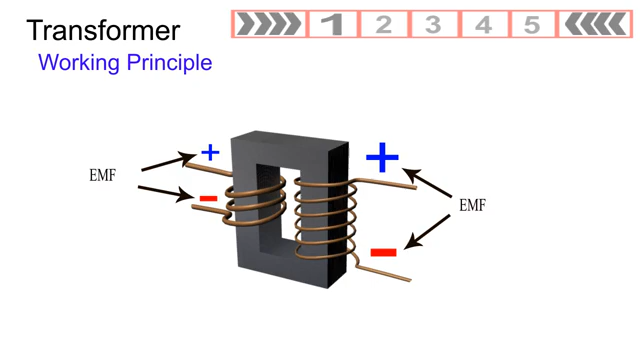 Transformer
1 2 3 4 5
Working Principle
+
+
EMF
-
EMF
-